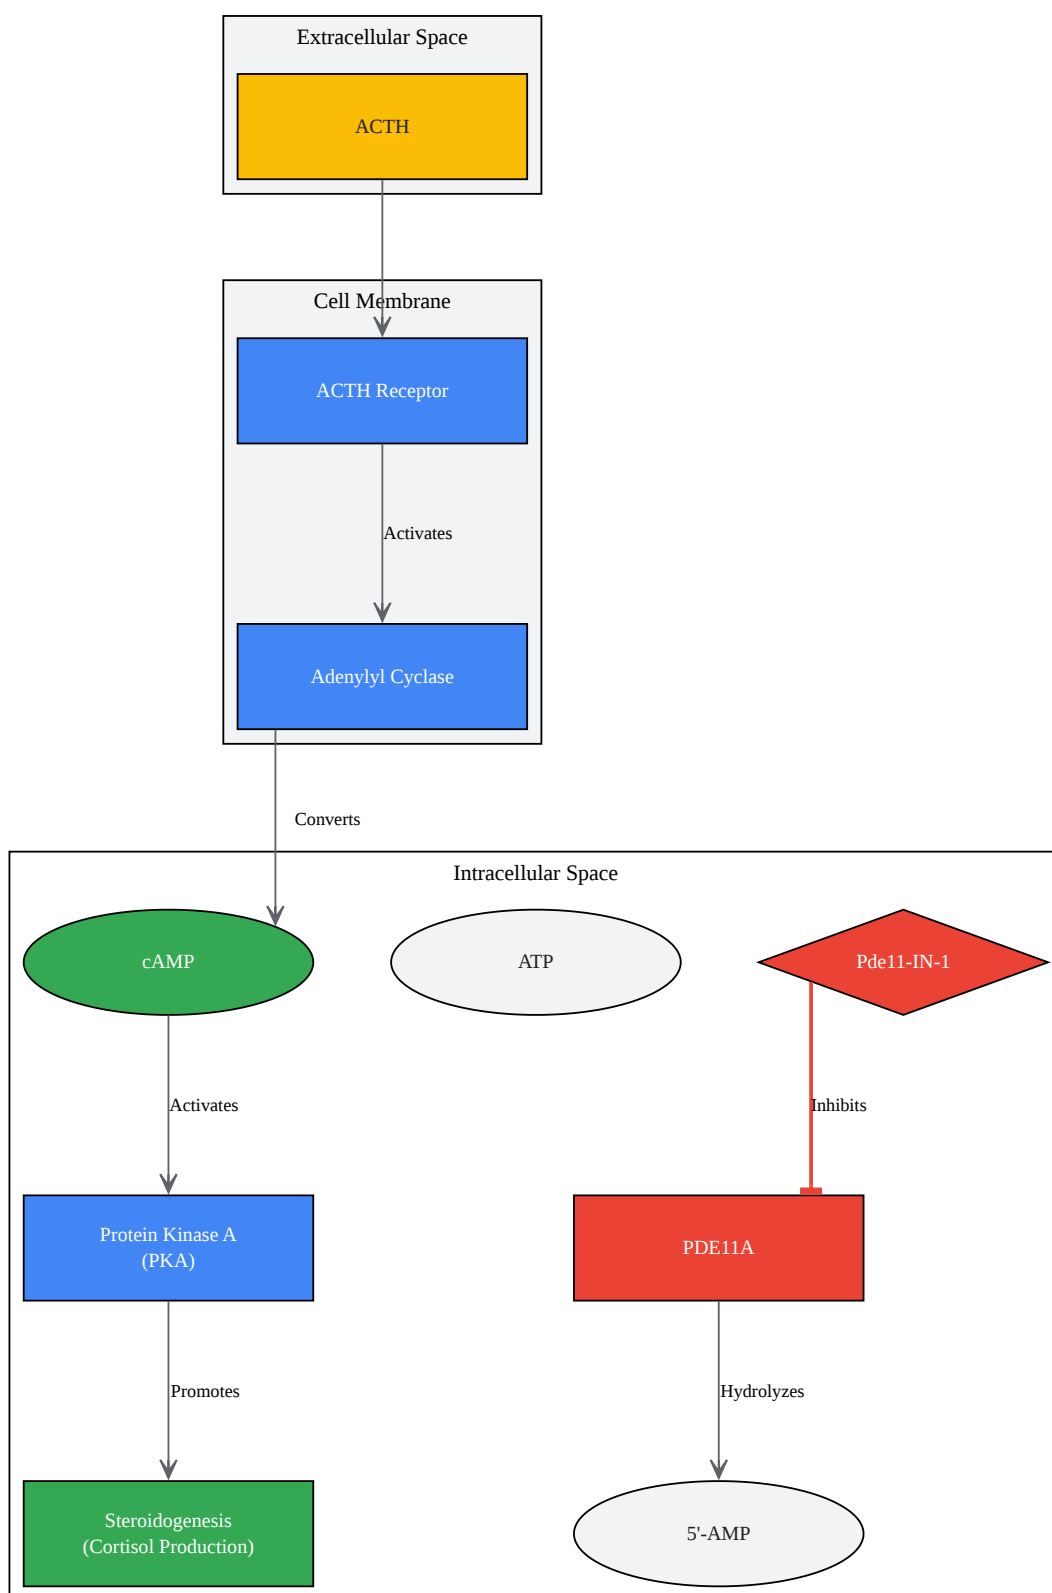 Extracellular Space
ACTH
Cell Membrane
ACTH Receptor
Activates
Adenylyl Cyclase
Converts
Intracellular Space
cAMP
ATP
Pde11-IN-1
Activates
Inhibits
Protein Kinase A
(PKA)
PDE11A
Promotes
Hydrolyzes
Steroidogenesis
(Cortisol Production)
5'-AMP